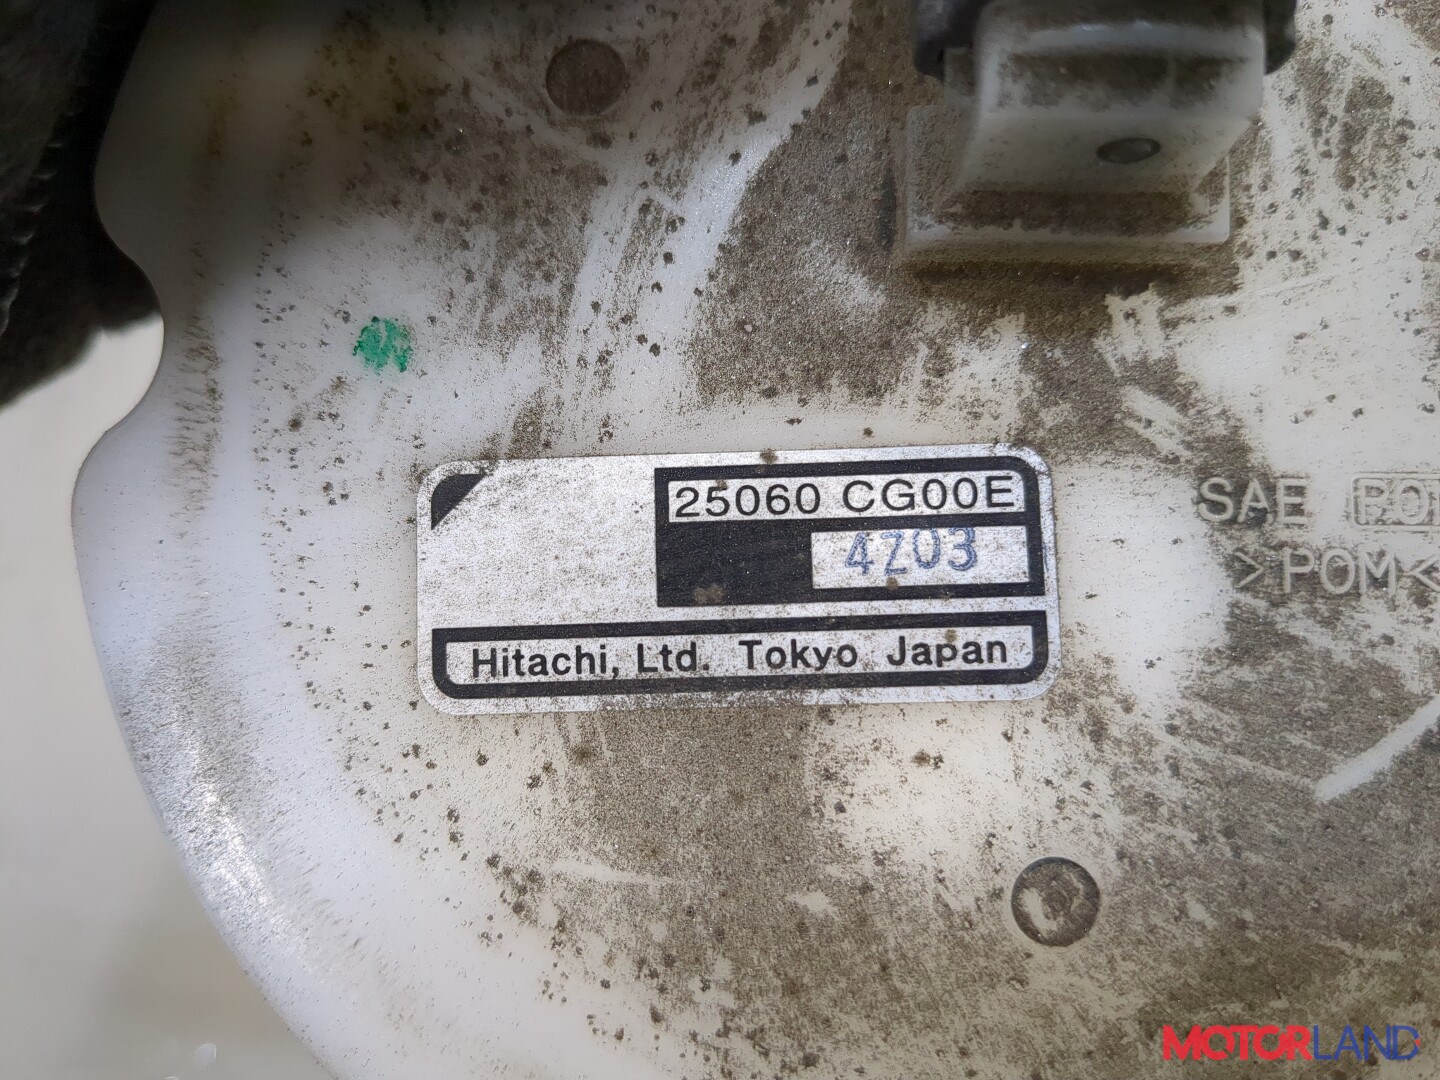 25060 CG00E
4Z03
Hitachi, Ltd. Tokyo Japan
SAE
>POM<
MOTORLAND